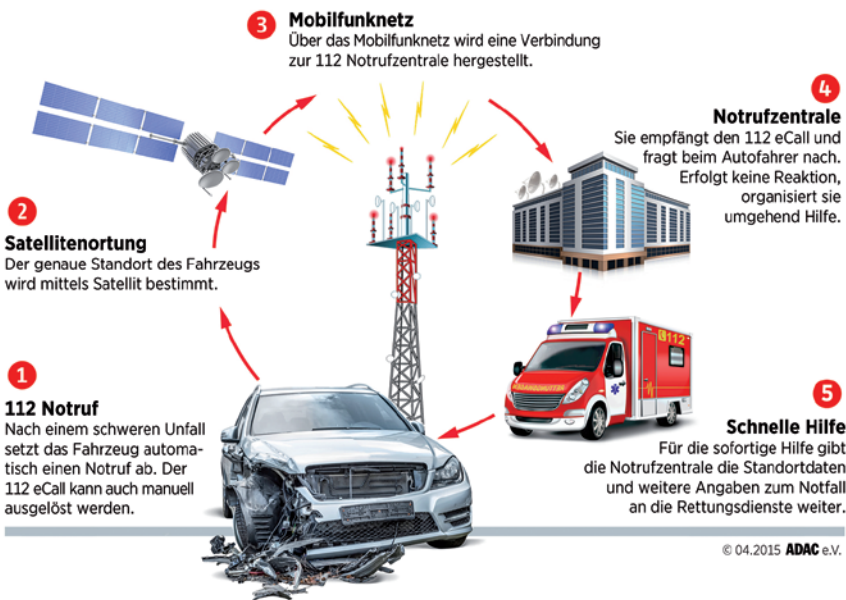 1
112 Notruf
Nach einem schweren Unfall
setzt das Fahrzeug automa-
tisch einen Notruf ab. Der
112 eCall kann auch manuell
ausgelöst werden.
2
Satellitenortung
Der genaue Standort des Fahrzeugs
wird mittels Satellit bestimmt.
3
Mobilfunknetz
Über das Mobilfunknetz wird eine Verbindung
zur 112 Notrufzentrale hergestellt.
4
Notrufzentrale
Sie empfängt den 112 eCall und
fragt beim Autofahrer nach.
Erfolgt keine Reaktion,
organisiert sie
umgehend Hilfe.
112
5
Schnelle Hilfe
Für die sofortige Hilfe gibt
die Notrufzentrale die Standortdaten
und weitere Angaben zum Notfall
an die Rettungsdienste weiter.
© 04.2015 ADAC e.V.